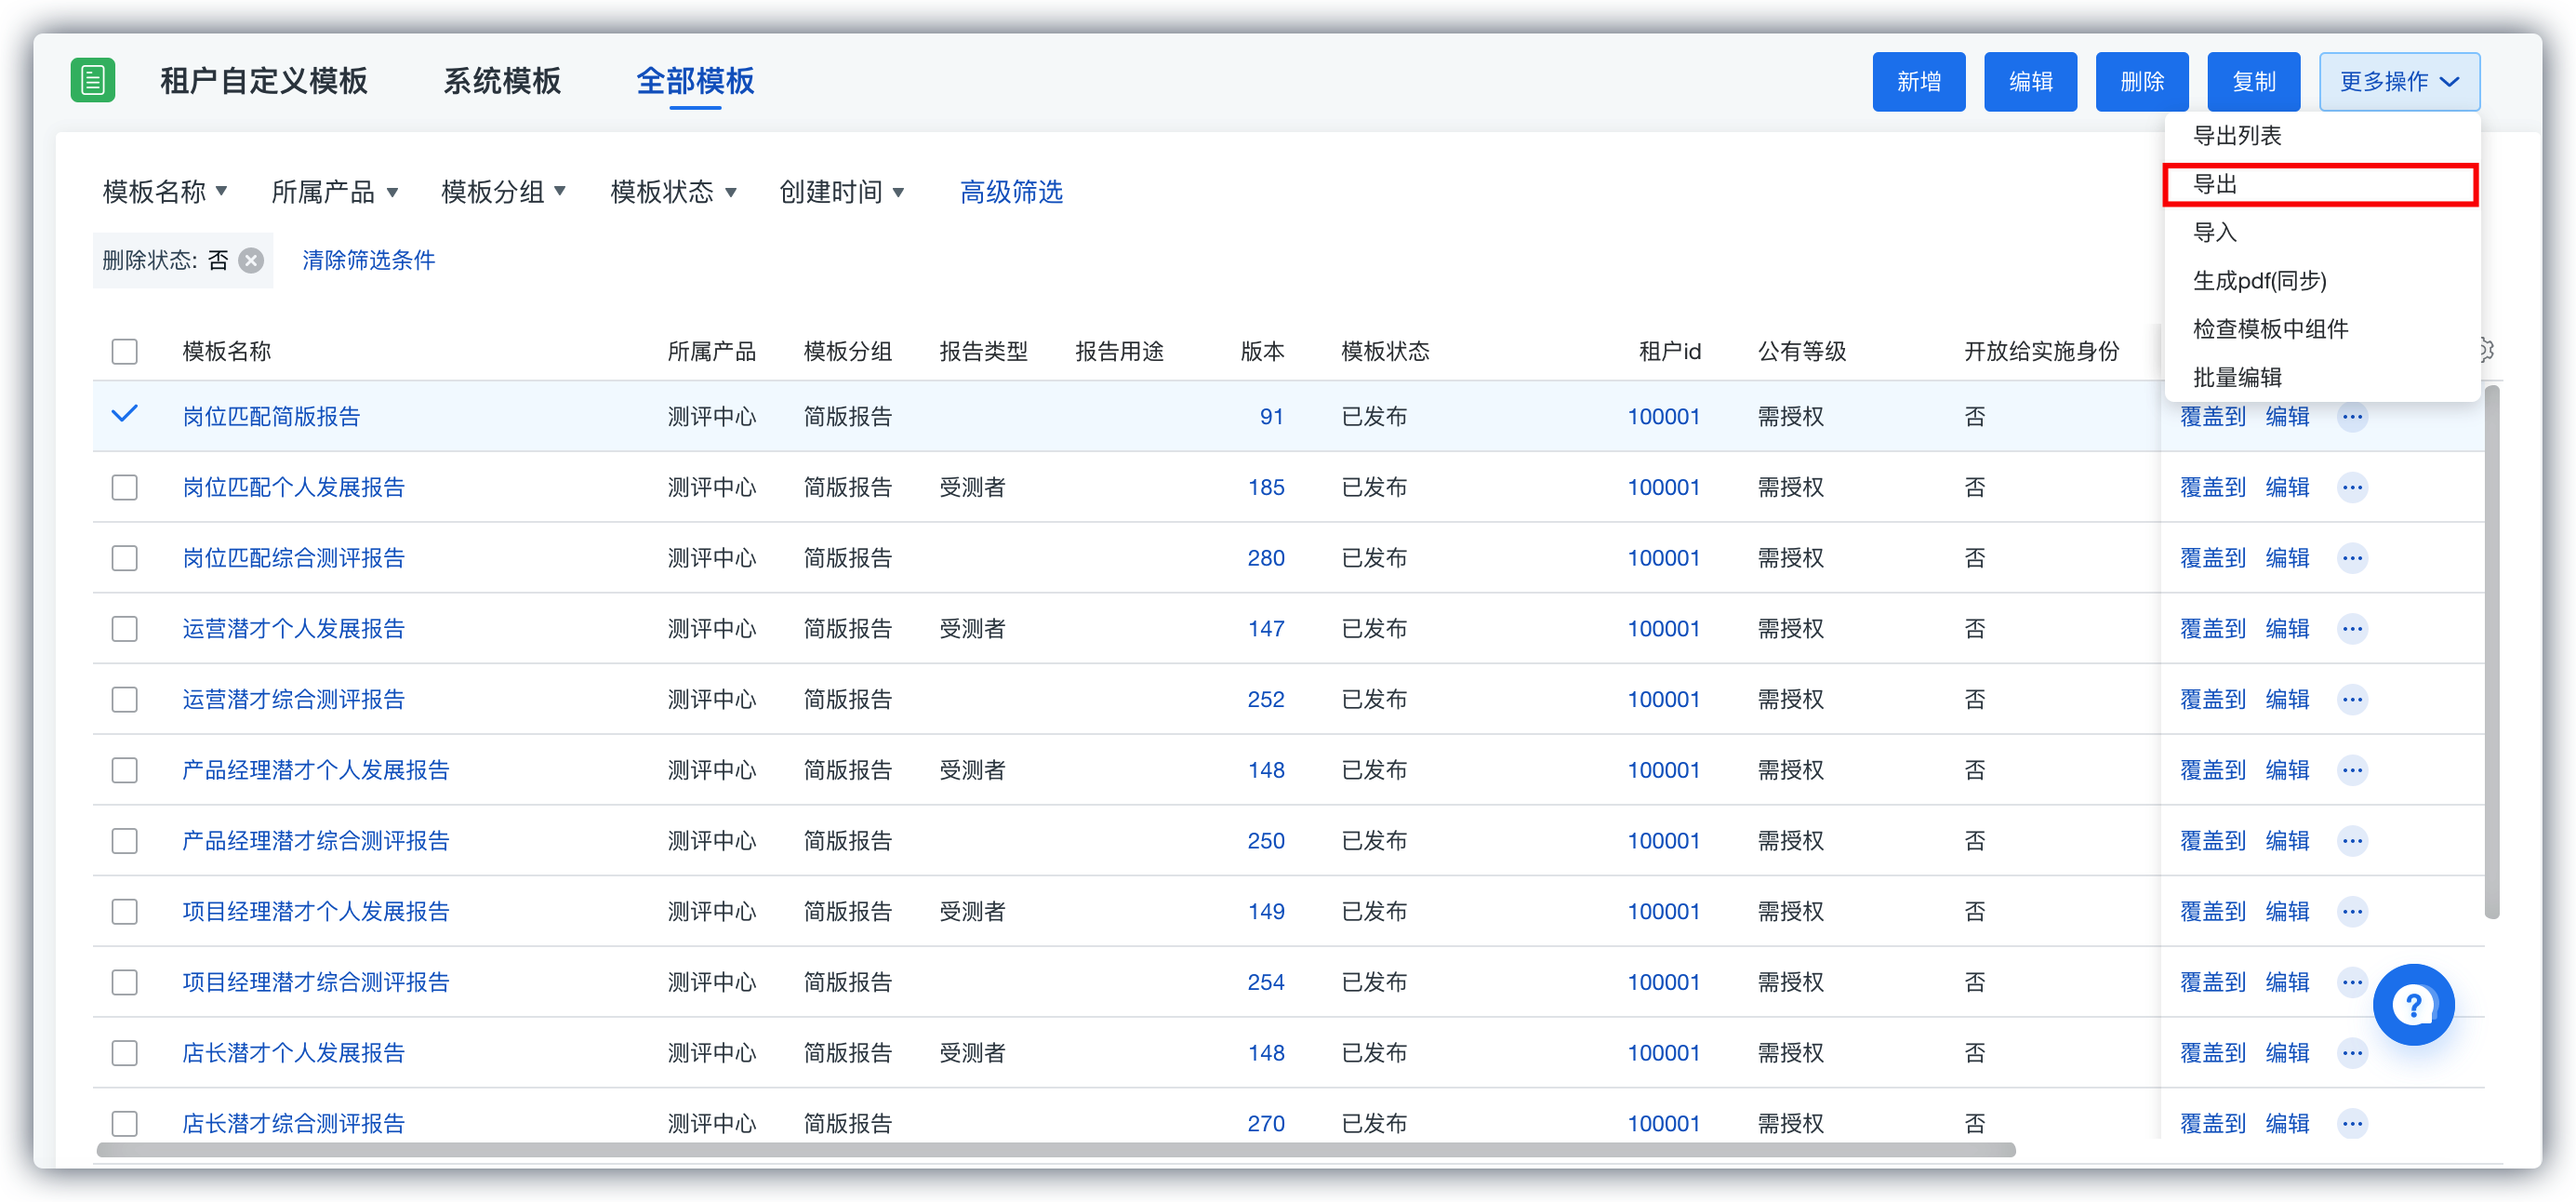 租户自定义模板 系统模板 全部模板 新增 编辑 删除 复制 更多操作
导出列表
导出
导入
生成pdf(同步)
检查模板中组件
批量编辑
模板名称 所属产品 模板分组 模板状态 创建时间 高级筛选
删除状态: 否 清除筛选条件
模板名称 所属产品 模板分组 报告类型 报告用途 版本 模板状态 租户id 公有等级 开放给实施身份
岗位匹配简版报告 测评中心 简版报告 91 已发布 100001 需授权 否 覆盖到 编辑
岗位匹配个人发展报告 测评中心 简版报告 受测者 185 已发布 100001 需授权 否 覆盖到 编辑
岗位匹配综合测评报告 测评中心 简版报告 280 已发布 100001 需授权 否 覆盖到 编辑
运营潜才个人发展报告 测评中心 简版报告 受测者 147 已发布 100001 需授权 否 覆盖到 编辑
运营潜才综合测评报告 测评中心 简版报告 252 已发布 100001 需授权 否 覆盖到 编辑
产品经理潜才个人发展报告 测评中心 简版报告 受测者 148 已发布 100001 需授权 否 覆盖到 编辑
产品经理潜才综合测评报告 测评中心 简版报告 250 已发布 100001 需授权 否 覆盖到 编辑
项目经理潜才个人发展报告 测评中心 简版报告 受测者 149 已发布 100001 需授权 否 覆盖到 编辑
项目经理潜才综合测评报告 测评中心 简版报告 254 已发布 100001 需授权 否 覆盖到 编辑
店长潜才个人发展报告 测评中心 简版报告 受测者 148 已发布 100001 需授权 否 覆盖到 编辑
店长潜才综合测评报告 测评中心 简版报告 270 已发布 100001 需授权 否 覆盖到 编辑